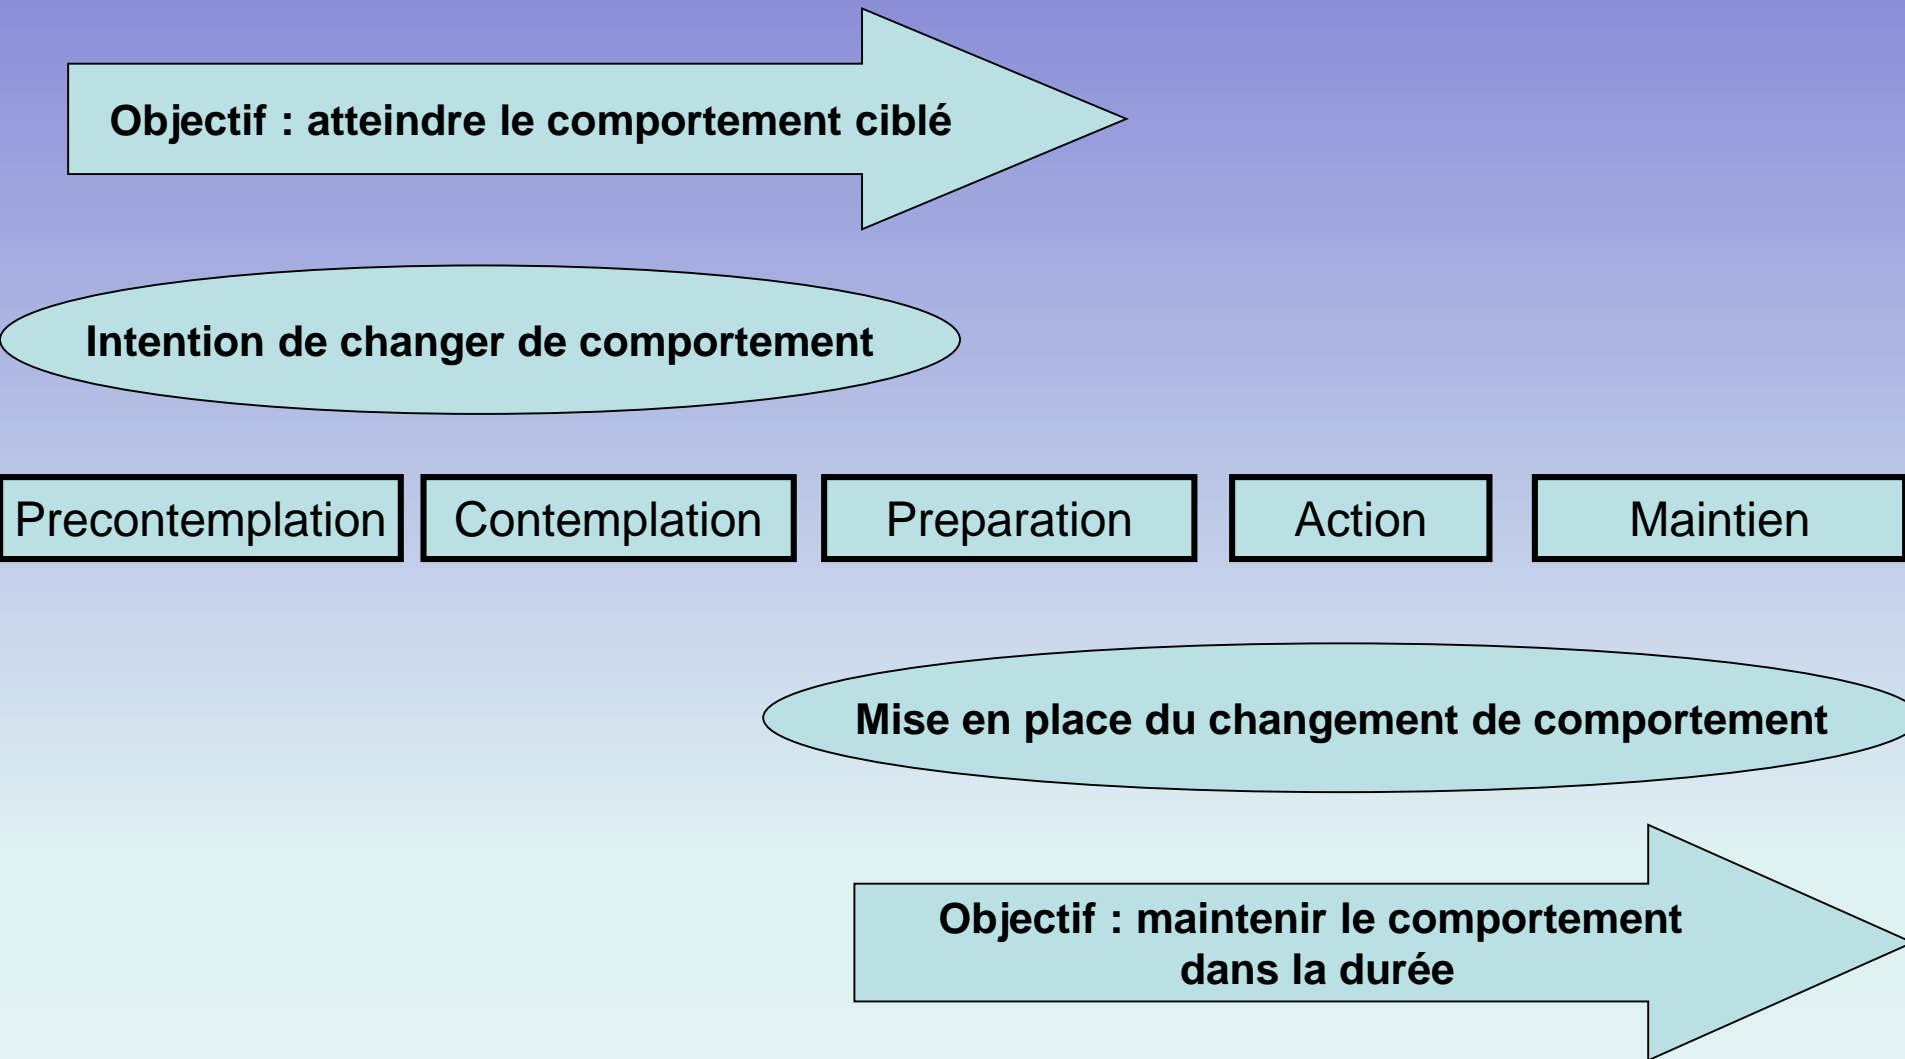 Objectif : atteindre le comportement ciblé
Intention de changer de comportement
Precontemplation
Contemplation
Preparation
Action
Maintien
Mise en place du changement de comportement
Objectif : maintenir le comportement
dans la durée